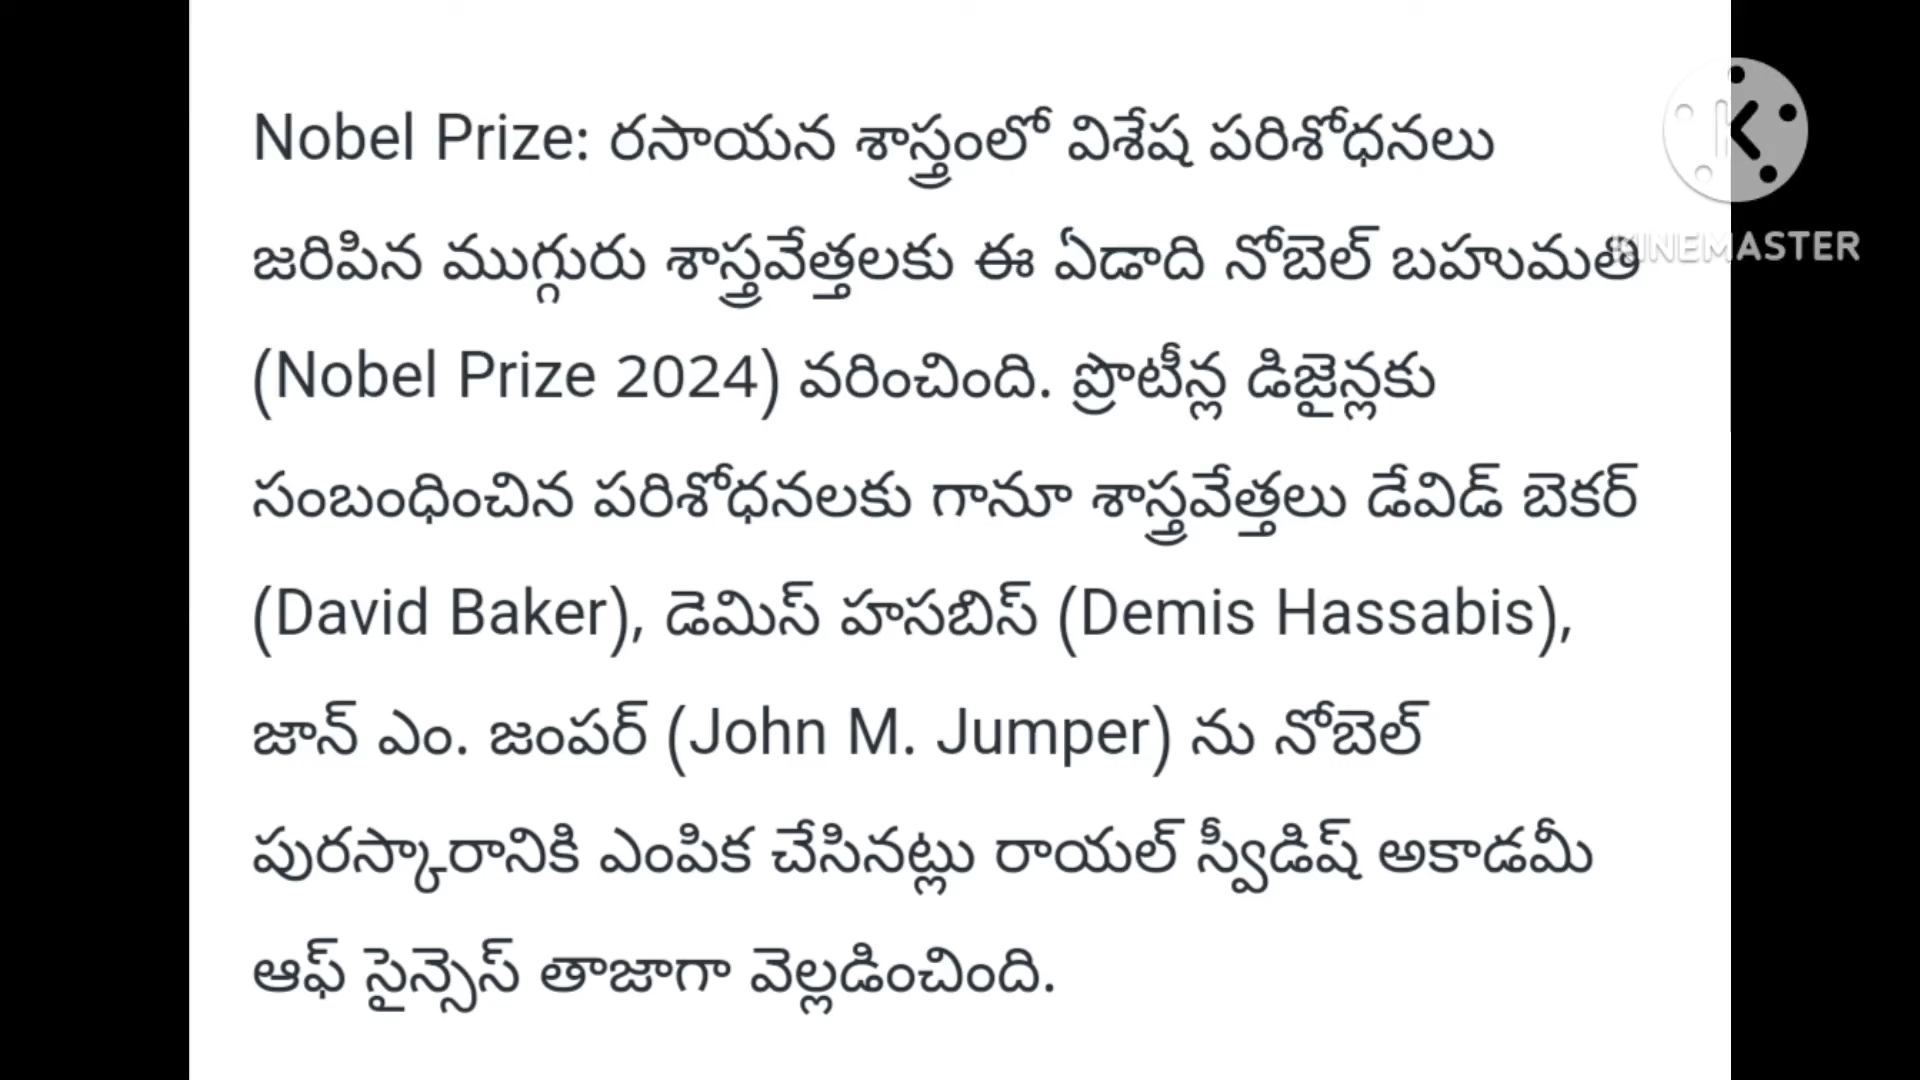 Nobel Prize: రసాయన శాస్త్రంలో విశేష పరిశోధనలు
జరిపిన ముగ్గురు శాస్త్రవేత్తలకు ఈ ఏడాది నోబెల్ బహుమతి
(Nobel Prize 2024) వరించింది. ప్రొటీన్ల డిజైన్లకు
సంబంధించిన పరిశోధనలకు గానూ శాస్త్రవేత్తలు డేవిడ్ బెకర్
(David Baker), డెమిస్ హసబిస్ (Demis Hassabis),
జాన్ ఎం. జంపర్ (John M. Jumper) ను నోబెల్
పురస్కారానికి ఎంపిక చేసినట్లు రాయల్ స్వీడిష్ అకాడమీ
ఆఫ్ సైన్సెస్ తాజాగా వెల్లడించింది.
K
KINEMASTER